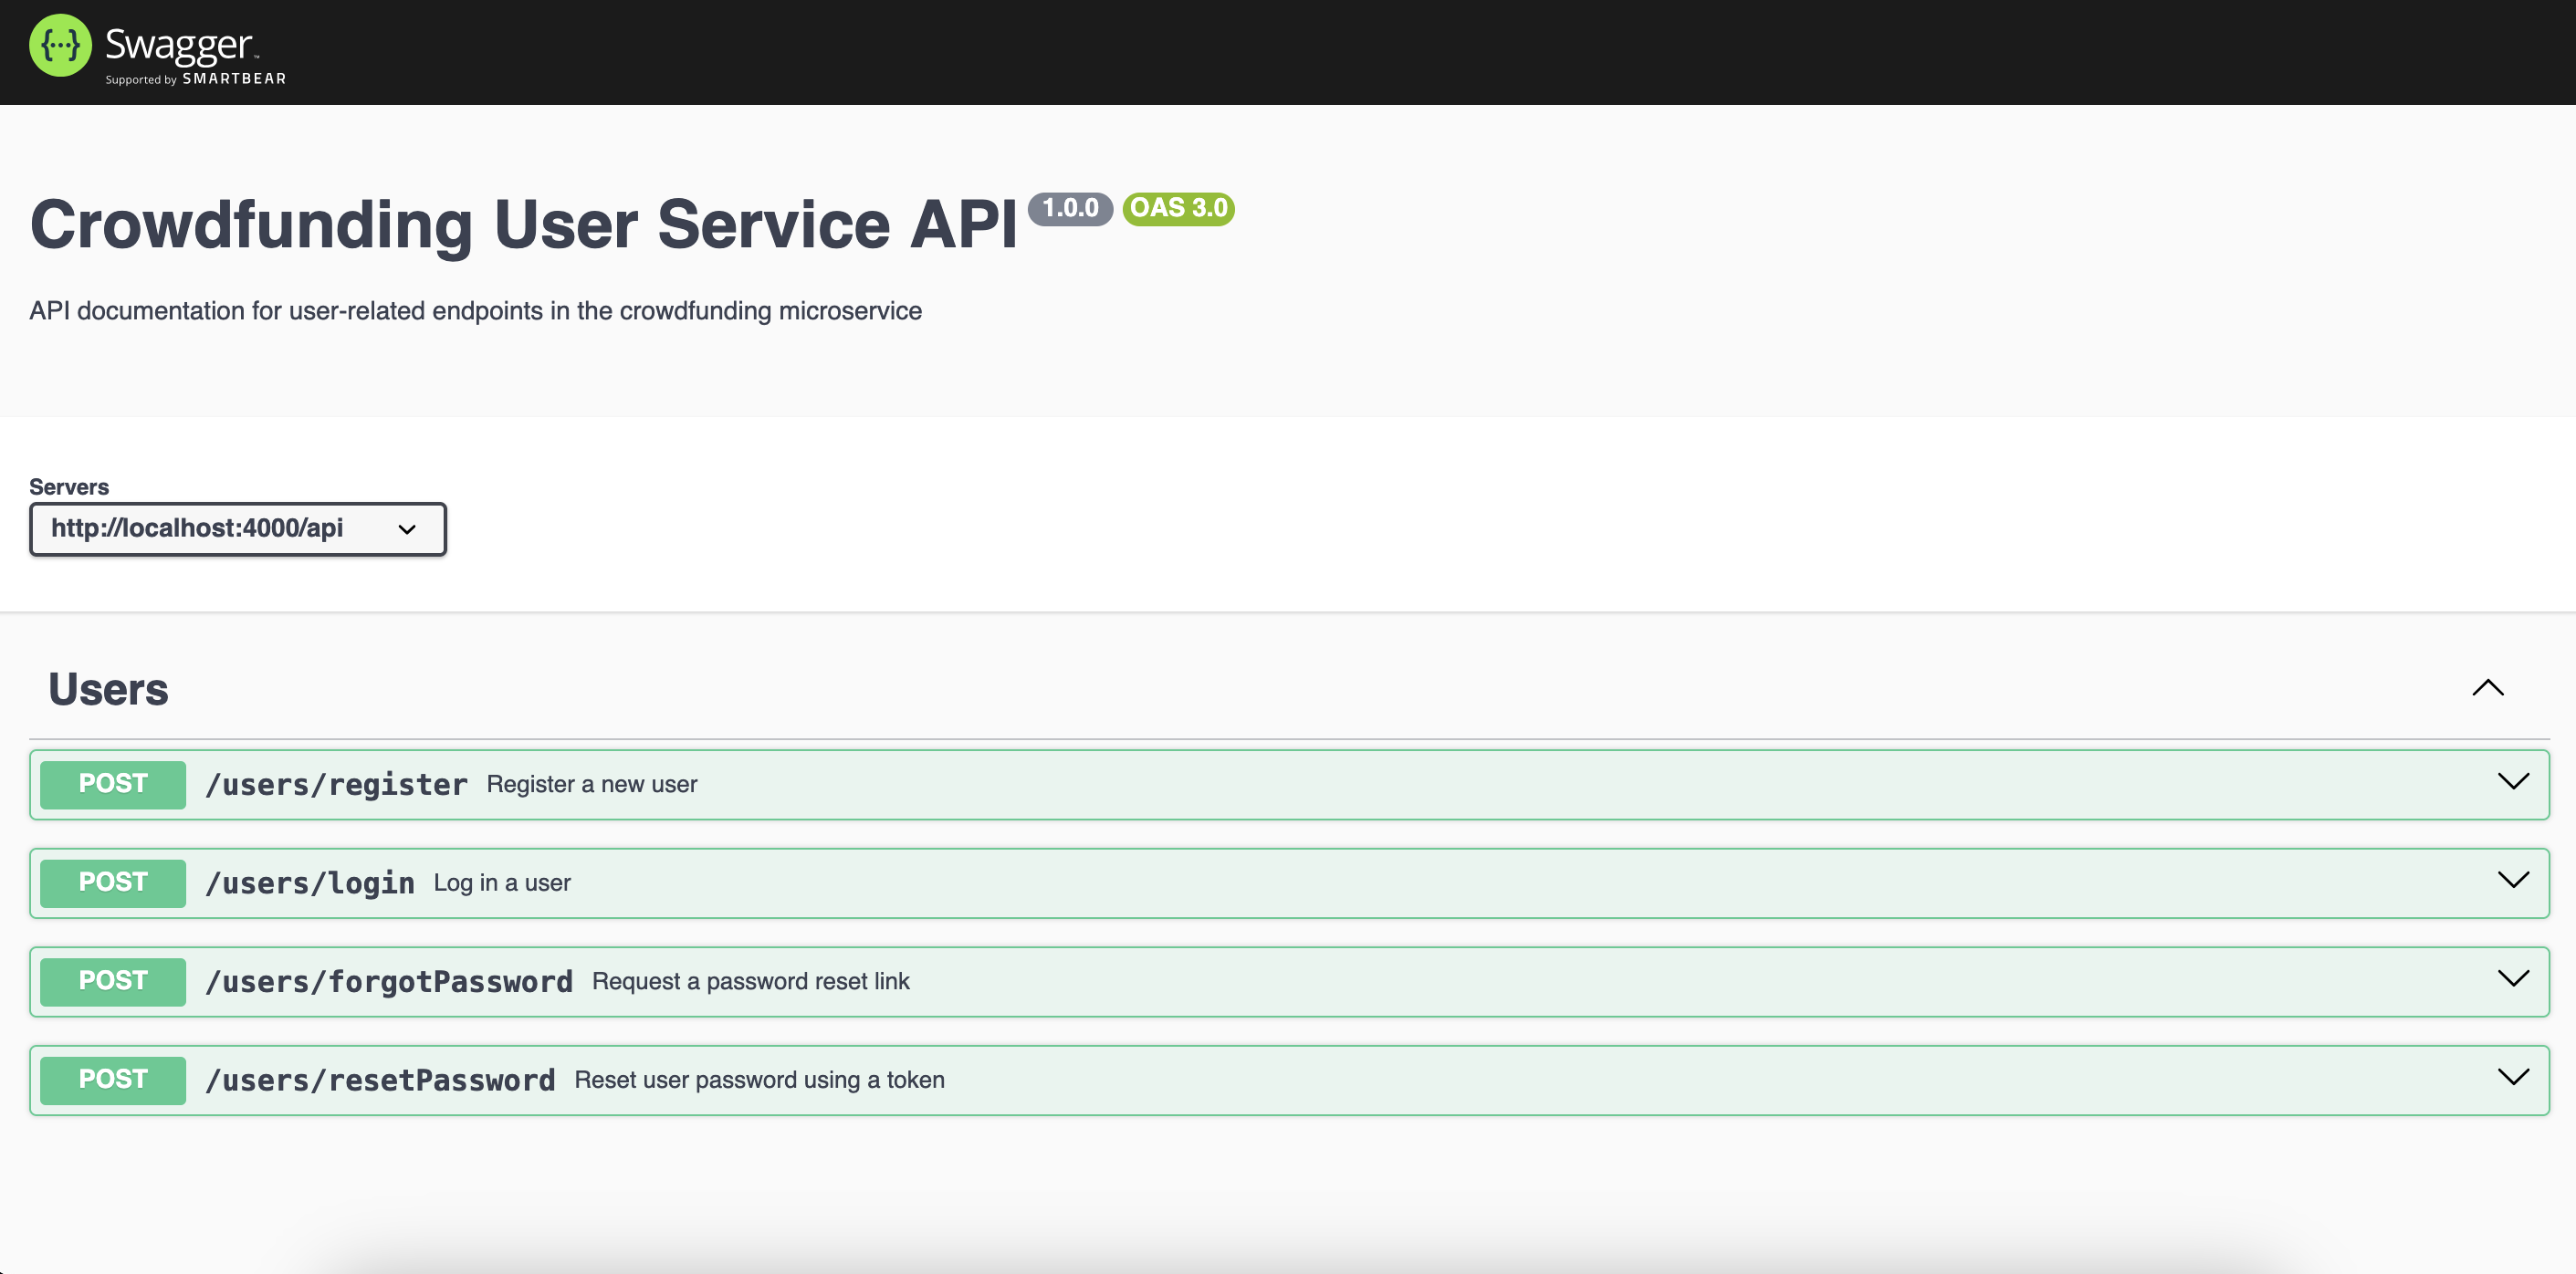 Swagger™
Supported by SMARTBEAR
Crowdfunding User Service API 1.0.0 OAS 3.0
API documentation for user-related endpoints in the crowdfunding microservice
Servers
http://localhost:4000/api
Users
POST /users/register Register a new user
POST /users/login Log in a user
POST /users/forgotPassword Request a password reset link
POST /users/resetPassword Reset user password using a token